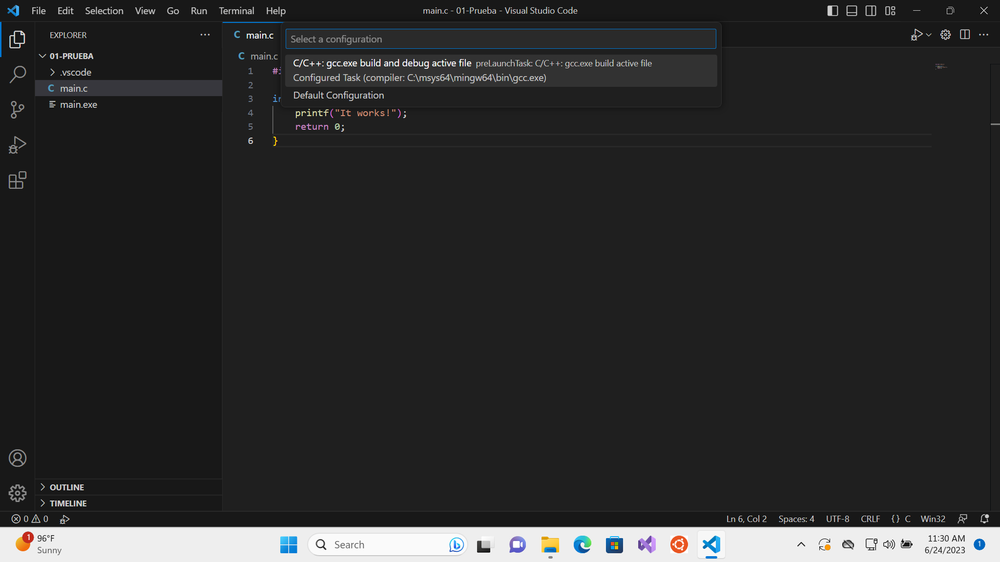 File Edit Selection View Go Run Terminal Help
main.c - 01-Prueba - Visual Studio Code
EXPLORER
01-PRUEBA
.vscode
C main.c
main.exe
OUTLINE
TIMELINE
C main.c
C main.c
Select a configuration
C/C++: gcc.exe build and debug active file preLaunchTask: C/C++: gcc.exe build active file
Configured Task (compiler: C:\msys64\mingw64\bin\gcc.exe)
Default Configuration
1 #i
2
3 in
4 printf("It works!");
5 return 0;
6 }
0 0
Ln 6, Col 2 Spaces: 4 UTF-8 CRLF {} C Win32
1
96°F
Sunny
Search
11:30 AM
6/24/2023
1